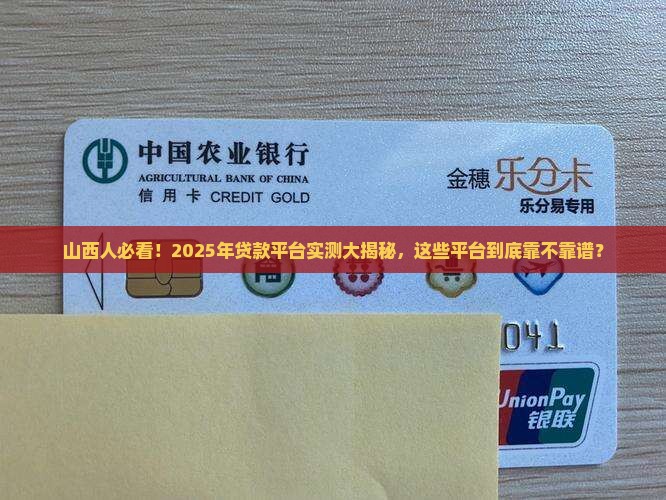 中国农业银行
AGRICULTURAL BANK OF CHINA
信用卡 CREDIT GOLD
金穗 乐分卡
乐分易专用
山西人必看！2025年贷款平台实测大揭秘，这些平台到底靠不靠谱？
041
UnionPay
银联